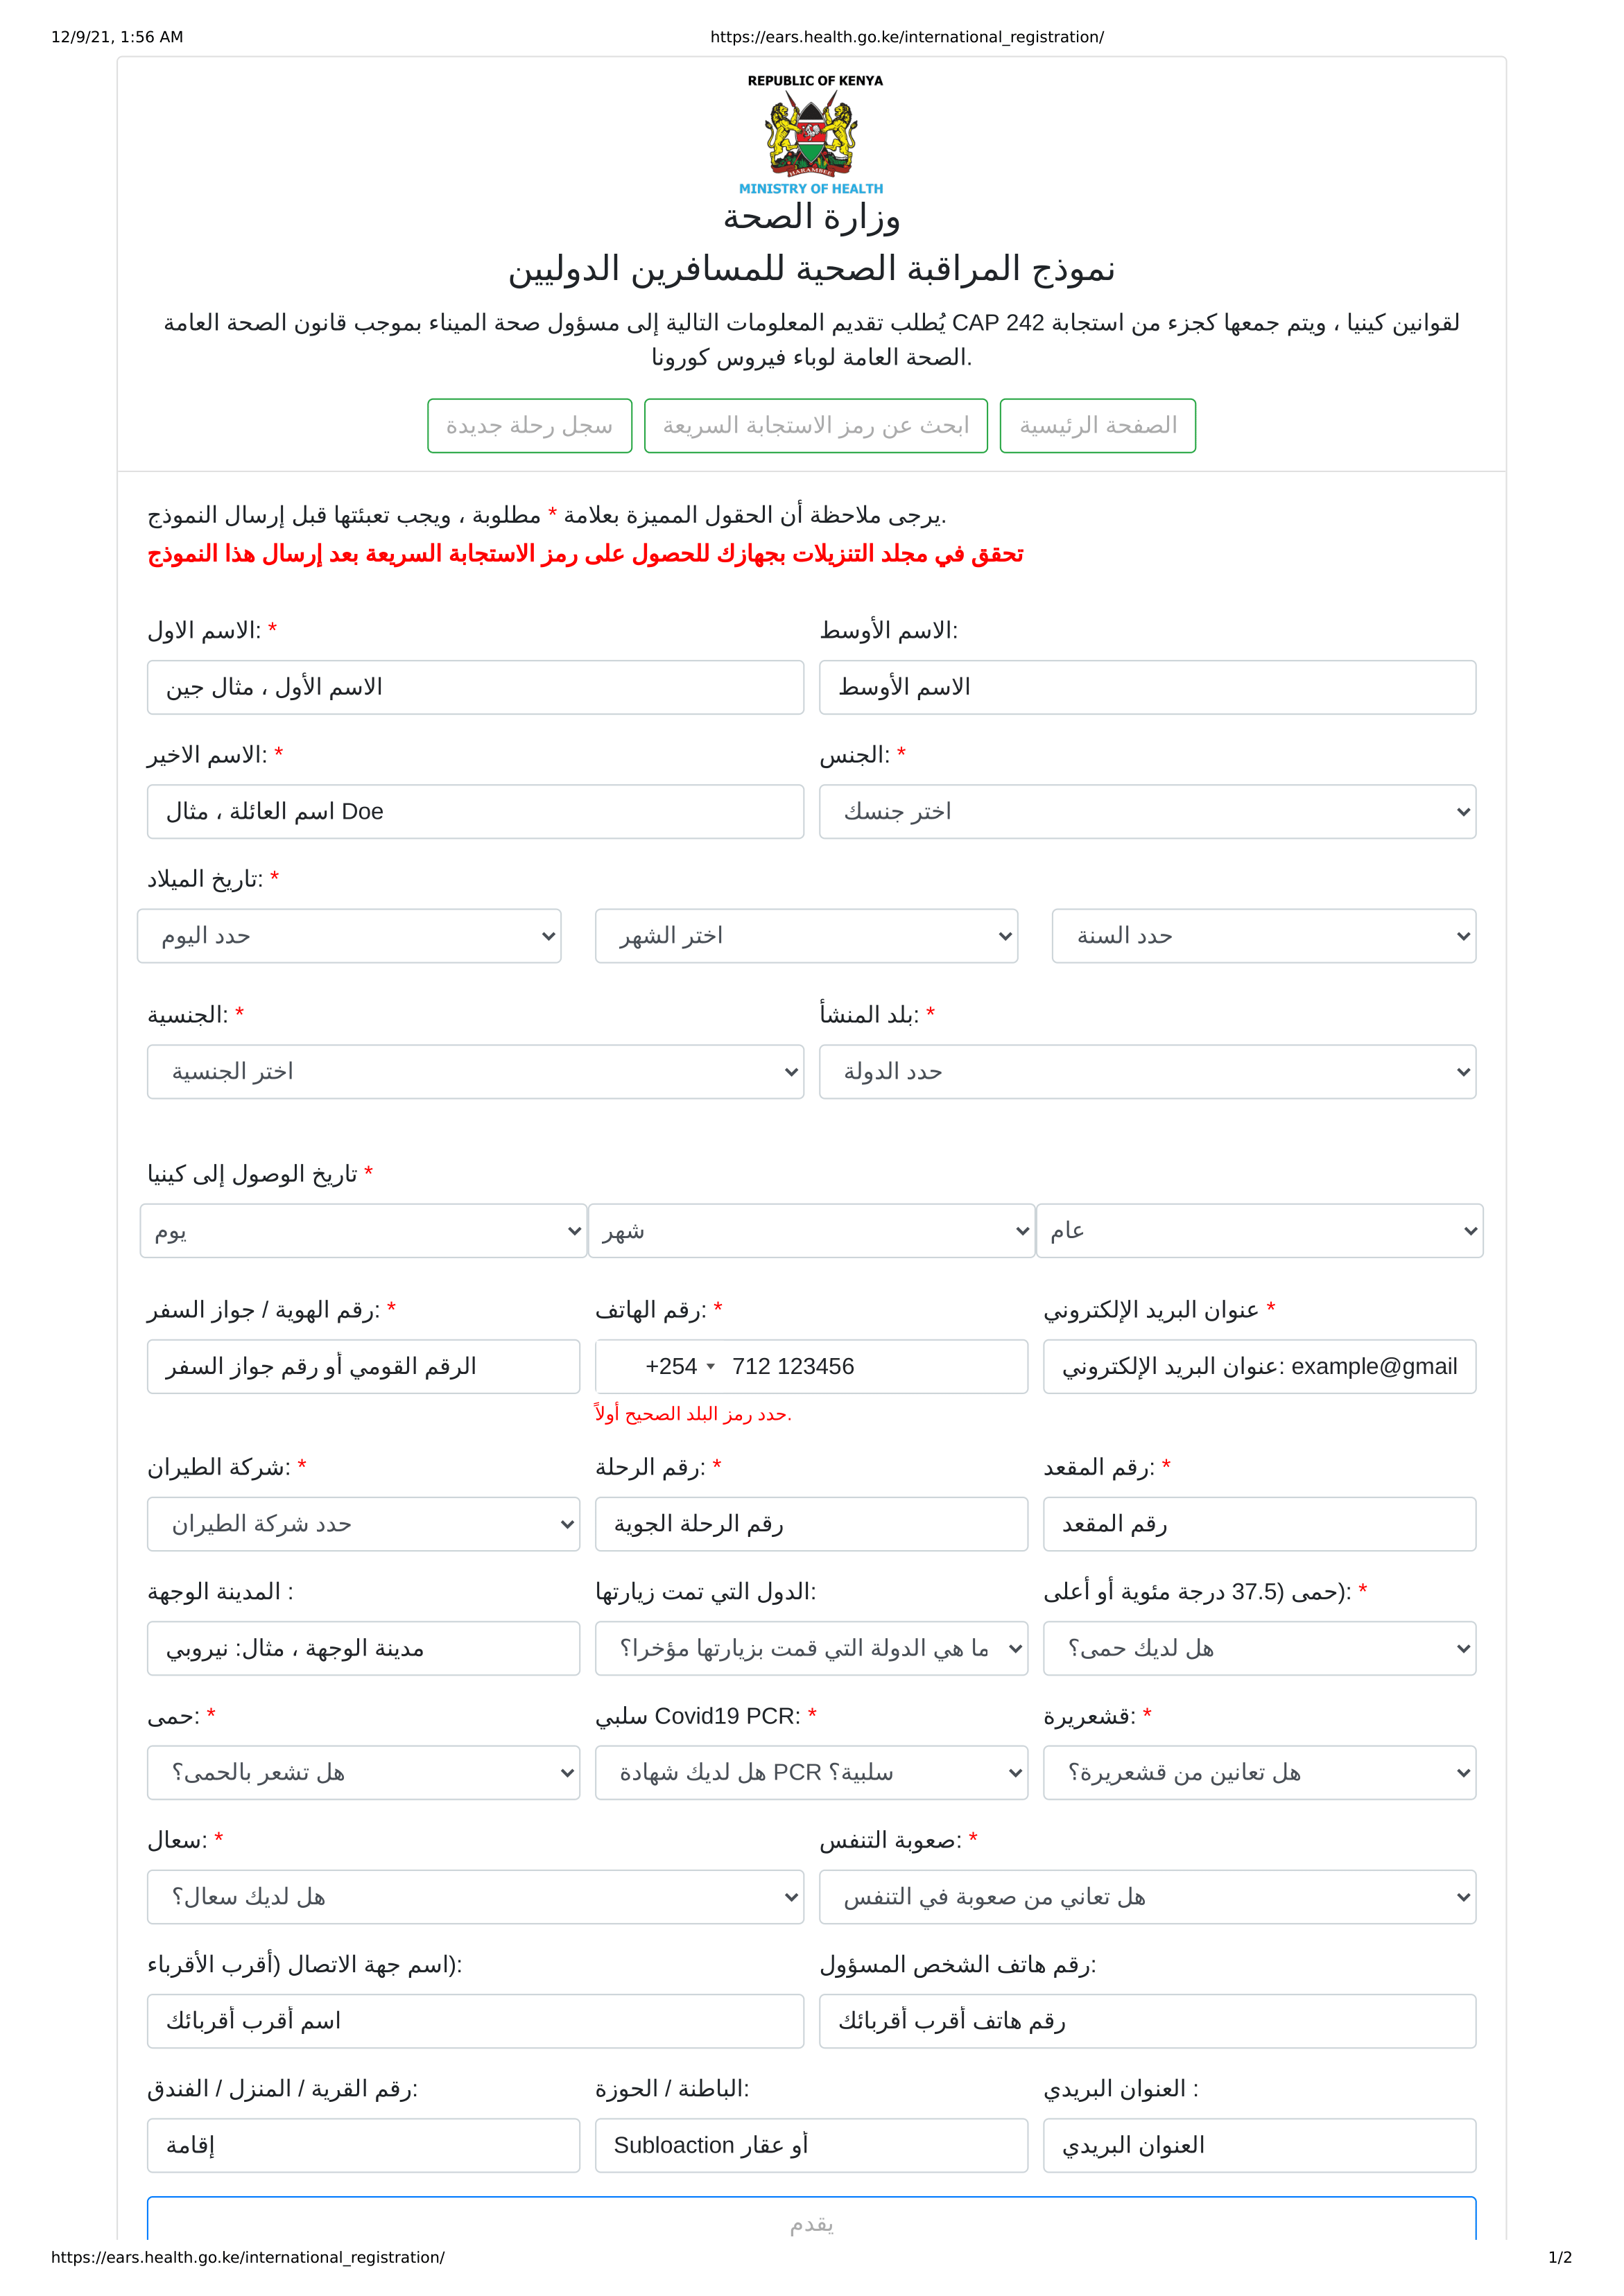 12/9/21, 1:56 AM
https://ears.health.go.ke/international_registration/
REPUBLIC OF KENYA
HARAMBEE
MINISTRY OF HEALTH
وزارة الصحة
نموذج المراقبة الصحية للمسافرين الدوليين
يُطلب تقديم المعلومات التالية إلى مسؤول صحة الميناء بموجب قانون الصحة العامة CAP 242 لقوانين كينيا ، ويتم جمعها كجزء من استجابة
الصحة العامة لوباء فيروس كورونا.
سجل رحلة جديدة
ابحث عن رمز الاستجابة السريعة
الصفحة الرئيسية
يرجى ملاحظة أن الحقول المميزة بعلامة * مطلوبة ، ويجب تعبئتها قبل إرسال النموذج.
تحقق في مجلد التنزيلات بجهازك للحصول على رمز الاستجابة السريعة بعد إرسال هذا النموذج
الاسم الاول: *
الاسم الأوسط:
الاسم الأول ، مثال جين
الاسم الأوسط
الاسم الاخير: *
الجنس: *
اسم العائلة ، مثال Doe
اختر جنسك
تاريخ الميلاد: *
حدد اليوم
اختر الشهر
حدد السنة
الجنسية: *
بلد المنشأ: *
اختر الجنسية
حدد الدولة
تاريخ الوصول إلى كينيا *
يوم
شهر
عام
رقم الهوية / جواز السفر: *
رقم الهاتف: *
عنوان البريد الإلكتروني *
الرقم القومي أو رقم جواز السفر
+254 712 123456
عنوان البريد الإلكتروني: example@gmail
حدد رمز البلد الصحيح أولاً.
شركة الطيران: *
رقم الرحلة: *
رقم المقعد: *
حدد شركة الطيران
رقم الرحلة الجوية
رقم المقعد
المدينة الوجهة :
الدول التي تمت زيارتها:
حمى (37.5 درجة مئوية أو أعلى): *
مدينة الوجهة ، مثال: نيروبي
ما هي الدولة التي قمت بزيارتها مؤخرا؟
هل لديك حمى؟
حمى: *
سلبي Covid19 PCR: *
قشعريرة: *
هل تشعر بالحمى؟
هل لديك شهادة PCR سلبية؟
هل تعانين من قشعريرة؟
سعال: *
صعوبة التنفس: *
هل لديك سعال؟
هل تعاني من صعوبة في التنفس
اسم جهة الاتصال (أقرب الأقرباء):
رقم هاتف الشخص المسؤول:
اسم أقرب أقربائك
رقم هاتف أقرب أقربائك
رقم القرية / المنزل / الفندق:
الباطنة / الحوزة:
العنوان البريدي :
إقامة
Subloaction أو عقار
العنوان البريدي
يقدم
https://ears.health.go.ke/international_registration/
1/2